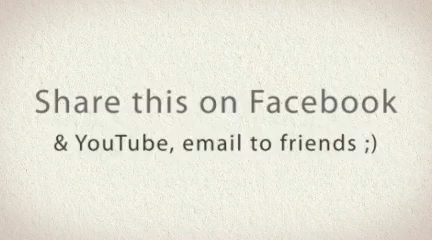 Share this on Facebook
& YouTube, email to friends ;)